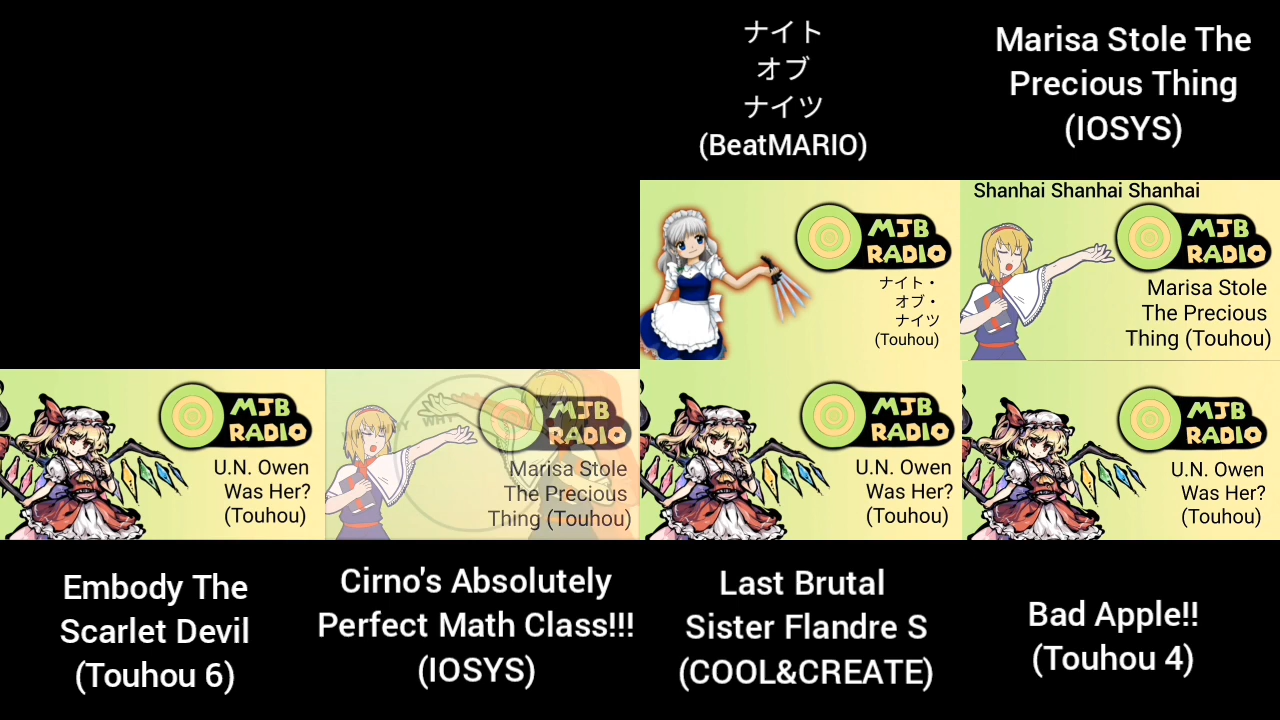 ナイト
オブ
ナイツ
(BeatMARIO)
Marisa Stole The
Precious Thing
(IOSYS)
MJB
RADIO
ナイト・
オブ・
ナイツ
(Touhou)
Shanhai Shanhai Shanhai
MJB
RADIO
Marisa Stole
The Precious
Thing (Touhou)
MJB
RADIO
U.N. Owen
Was Her?
(Touhou)
MJB
RADIO
Marisa Stole
The Precious
Thing (Touhou)
MJB
RADIO
U.N. Owen
Was Her?
(Touhou)
MJB
RADIO
U.N. Owen
Was Her?
(Touhou)
Embody The
Scarlet Devil
(Touhou 6)
Cirno's Absolutely
Perfect Math Class!!!
(IOSYS)
Last Brutal
Sister Flandre S
(COOL&CREATE)
Bad Apple!!
(Touhou 4)